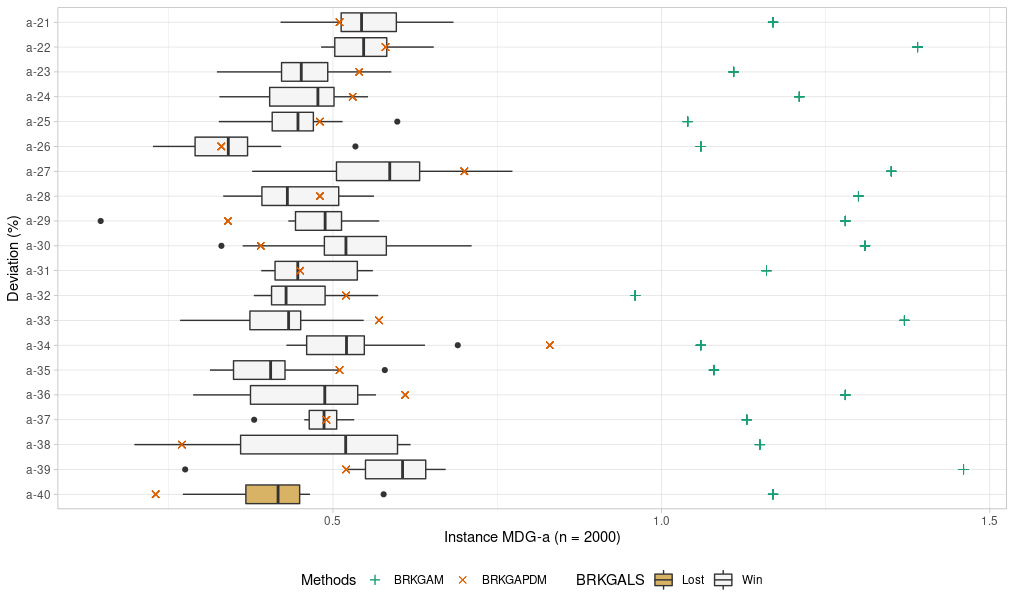 a-21
a-22
a-23
a-24
a-25
a-26
a-27
a-28
a-29
a-30
a-31
a-32
a-33
a-34
a-35
a-36
a-37
a-38
a-39
a-40
Deviation (%)
0.5 1.0 1.5
Instance MDG-a (n = 2000)
Methods BRKGAM BRKGAPDM BRKGALS Lost Win